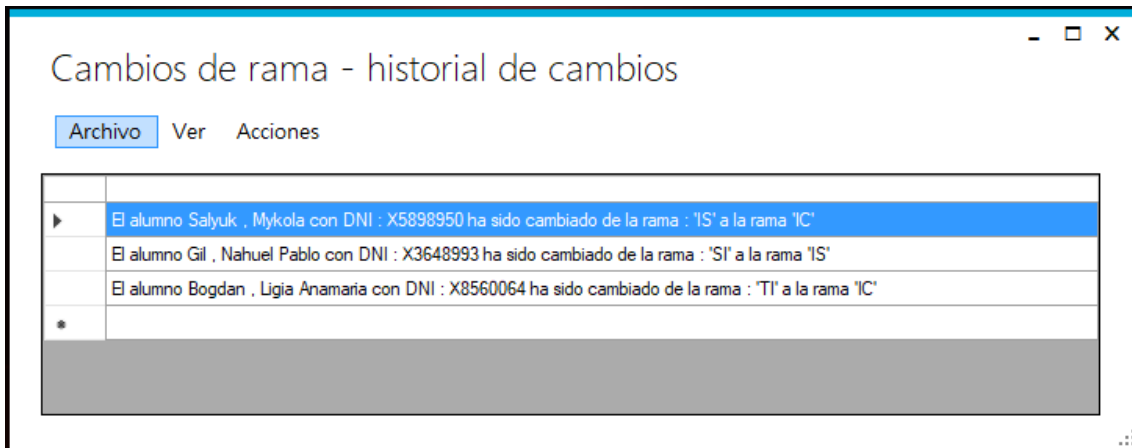 Cambios de rama - historial de cambios
Archivo Ver Acciones
El alumno Salyuk , Mykola con DNI : X5898950 ha sido cambiado de la rama : 'IS' a la rama 'IC'
El alumno Gil , Nahuel Pablo con DNI : X3648993 ha sido cambiado de la rama : 'SI' a la rama 'IS'
El alumno Bogdan , Ligia Anamaria con DNI : X8560064 ha sido cambiado de la rama : 'TI' a la rama 'IC'